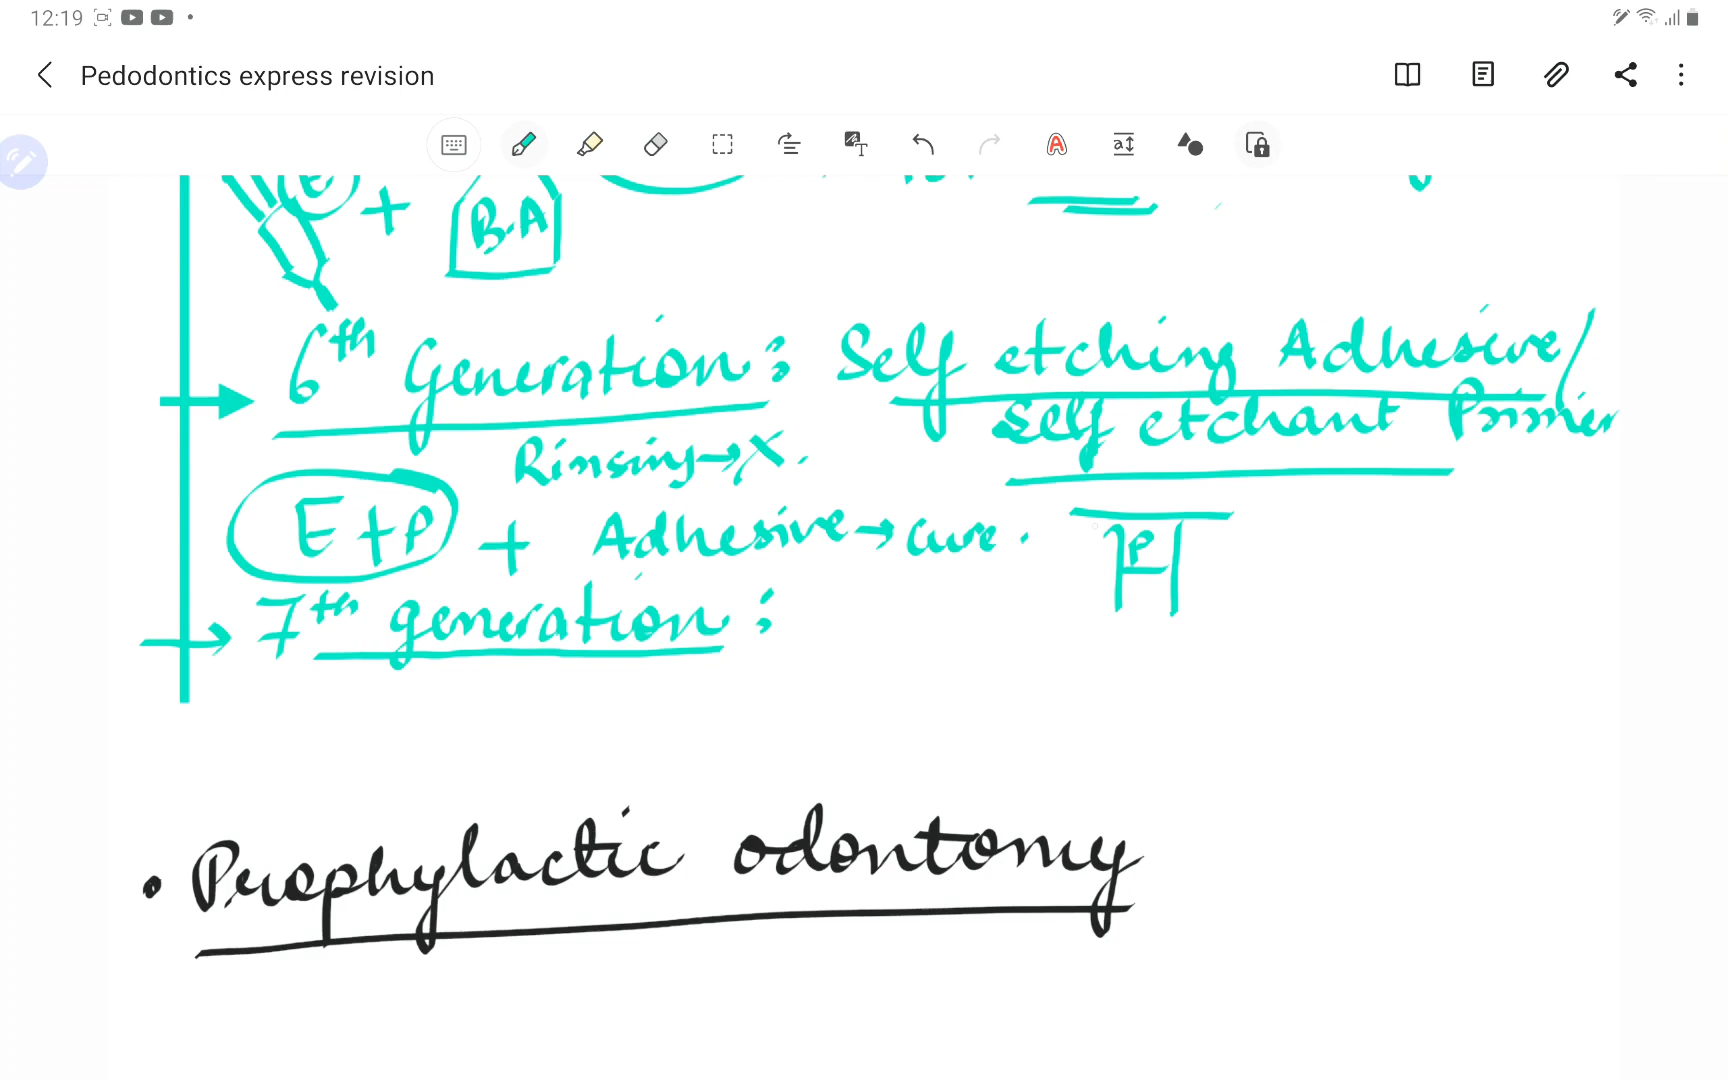 12:19
Pedodontics express revision
+ B.A
6th Generation : Self etching Adhesive/
Self etchant Primer
Rinsing→X.
E+P + Adhesive→cure.
P
7th generation :
• Prophylactic odontomy